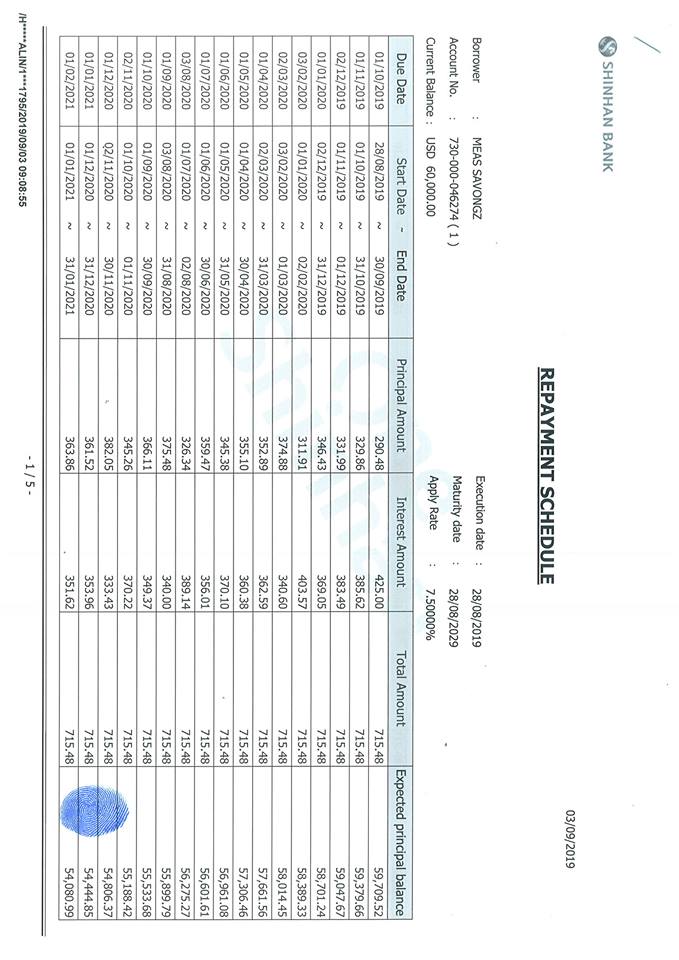 SHINHAN BANK
REPAYMENT SCHEDULE
03/09/2019
Borrower : MEAS SAVONGZ Execution date : 28/08/2019
Account No. : 730-000-046274 ( 1 ) Maturity date : 28/08/2029
Current Balance : USD 60,000.00 Apply Rate : 7.50000%
Due Date Start Date ~ End Date Principal Amount Interest Amount Total Amount Expected principal balance
01/10/2019 28/08/2019 ~ 30/09/2019 290.48 425.00 715.48 59,709.52
01/11/2019 01/10/2019 ~ 31/10/2019 329.86 385.62 715.48 59,379.66
02/12/2019 01/11/2019 ~ 01/12/2019 331.99 383.49 715.48 59,047.67
01/01/2020 02/12/2019 ~ 31/12/2019 346.43 369.05 715.48 58,701.24
03/02/2020 01/01/2020 ~ 02/02/2020 311.91 403.57 715.48 58,389.33
02/03/2020 03/02/2020 ~ 01/03/2020 374.88 340.60 715.48 58,014.45
01/04/2020 02/03/2020 ~ 31/03/2020 352.89 362.59 715.48 57,661.56
01/05/2020 01/04/2020 ~ 30/04/2020 355.10 360.38 715.48 57,306.46
01/06/2020 01/05/2020 ~ 31/05/2020 345.38 370.10 715.48 56,961.08
01/07/2020 01/06/2020 ~ 30/06/2020 359.47 356.01 715.48 56,601.61
03/08/2020 01/07/2020 ~ 02/08/2020 326.34 389.14 715.48 56,275.27
01/09/2020 03/08/2020 ~ 31/08/2020 375.48 340.00 715.48 55,899.79
01/10/2020 01/09/2020 ~ 30/09/2020 366.11 349.37 715.48 55,533.68
02/11/2020 01/10/2020 ~ 01/11/2020 345.26 370.22 715.48 55,188.42
01/12/2020 02/11/2020 ~ 30/11/2020 382.05 333.43 715.48 54,806.37
01/01/2021 01/12/2020 ~ 31/12/2020 361.52 353.96 715.48 54,444.85
01/02/2021 01/01/2021 ~ 31/01/2021 363.86 351.62 715.48 54,080.99
- 1 / 5 -
/H*****ALIN/1***1795/2019/09/03 09:08:55